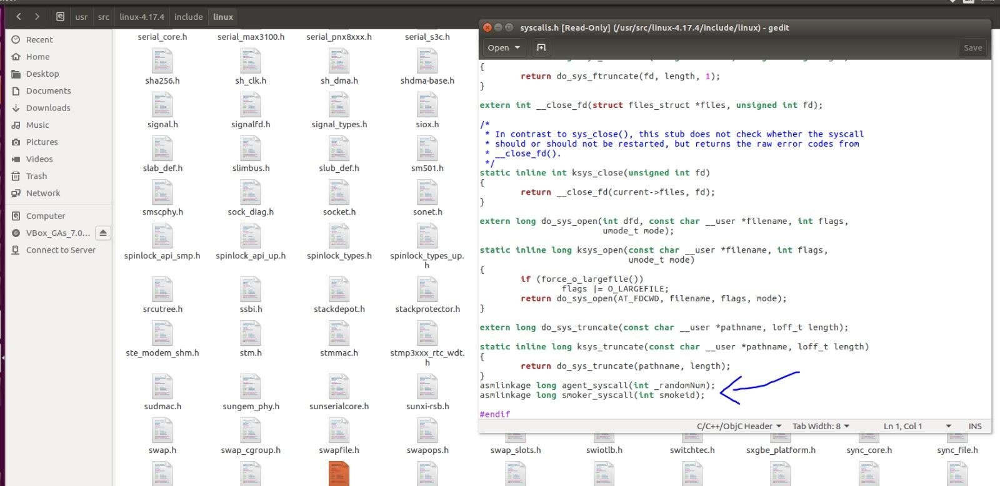 usr
src
linux-4.17.4
include
linux
Recent
Home
Desktop
Documents
Downloads
Music
Pictures
Videos
Trash
Network
Computer
VBox_GAs_7.0...
Connect to Server
serial_core.h
serial_max3100.h
serial_pnx8xxx.h
serial_s3c.h
sha256.h
sh_clk.h
sh_dma.h
shdma-base.h
signal.h
signalfd.h
signal_types.h
siox.h
slab_def.h
slimbus.h
slub_def.h
sm501.h
smscphy.h
sock_diag.h
socket.h
sonet.h
spinlock_api_smp.h
spinlock_api_up.h
spinlock_types.h
spinlock_types_up.
h
srcutree.h
ssbi.h
stackdepot.h
stackprotector.h
ste_modem_shm.h
stm.h
stmmac.h
stmp3xxx_rtc_wdt.
h
sudmac.h
sungem_phy.h
sunserialcore.h
sunxi-rsb.h
swap.h
swap_cgroup.h
swapfile.h
swapops.h
swap_slots.h
swiotlb.h
switchtec.h
sxgbe_platform.h
sync_core.h
sync_file.h
syscalls.h [Read-Only] (/usr/src/linux-4.17.4/include/linux) - gedit
Open
Save
{
return do_sys_ftruncate(fd, length, 1);
}
extern int __close_fd(struct files_struct *files, unsigned int fd);
/*
* In contrast to sys_close(), this stub does not check whether the syscall
* should or should not be restarted, but returns the raw error codes from
* __close_fd().
*/
static inline int ksys_close(unsigned int fd)
{
return __close_fd(current->files, fd);
}
extern long do_sys_open(int dfd, const char __user *filename, int flags,
umode_t mode);
static inline long ksys_open(const char __user *filename, int flags,
umode_t mode)
{
if (force_o_largefile())
flags |= O_LARGEFILE;
return do_sys_open(AT_FDCWD, filename, flags, mode);
}
extern long do_sys_truncate(const char __user *pathname, loff_t length);
static inline long ksys_truncate(const char __user *pathname, loff_t length)
{
return do_sys_truncate(pathname, length);
}
asmlinkage long agent_syscall(int _randomNum);
asmlinkage long smoker_syscall(int smokeid);
#endif
C/C++/ObjC Header
Tab Width: 8
Ln 1, Col 1
INS